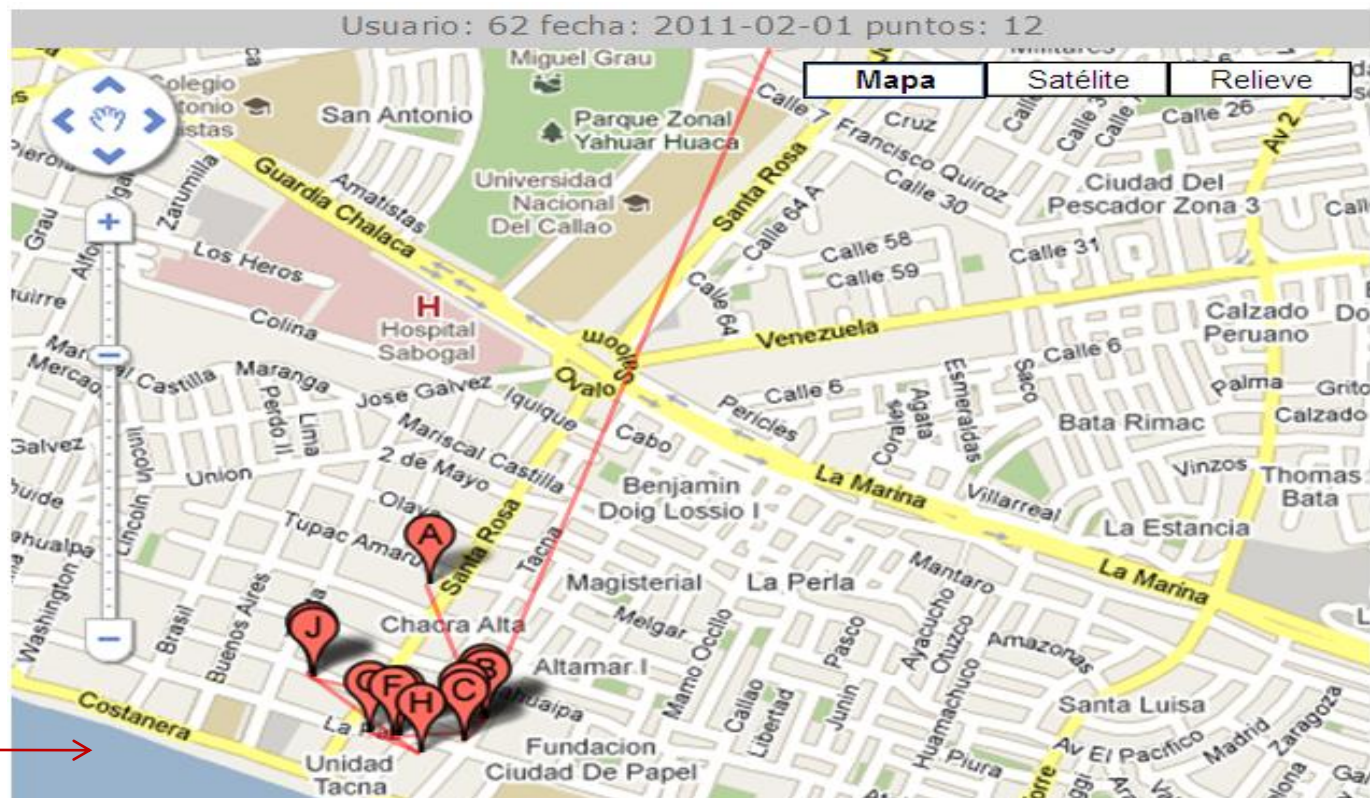 Usuario: 62 fecha: 2011-02-01 puntos: 12
Mapa
Satélite
Relieve
Miguel Grau
San Antonio
Parque Zonal
Yahuar Huaca
Universidad
Nacional
Del Callao
Calle 7
Cruz
Francisco Quiroz
Calle 30
Calle 26
Av 2
Ciudad Del
Pescador Zona 3
Zarumilla
Grau
Guardia Chalaca
Amatistas
Santa Rosa
Calle 64 A
Calle 58
Calle 59
Calle 31
Calle 64
Los Heros
Colina
H
Hospital
Sabogal
Ovalo
Saloom
Venezuela
Calzado
Peruano
Calle 6
Calle 6
Castilla
Maranga
Jose Galvez
Iquique
Pericles
Agata
Esmeraldas
Saco
Palma
Calzado
Bata Rimac
Perdo II
Lima
Mariscal Castilla
Cabo
Galvez
Lincoln
Union
2 de Mayo
Benjamin
Doig Lossio I
La Marina
Villarreal
Vinzos
Thomas
Bata
La Estancia
Olaya
Tupac Amaru
A
Santa Rosa
Tacna
Magisterial
La Perla
Mantaro
La Marina
Washington
Brasil
Buenos Aires
J
Chacra Alta
Melgar
Altamar I
Mamo Ocllo
Pasco
Ayacucho
Otuzco
Amazonas
B
C
F
H
Callao
Libertad
Junin
Huamachuco
Santa Luisa
Costanera
Unidad
Tacna
Fundacion
Ciudad De Papel
Piura
Av El Pacifico
Madrid
Zaragoza